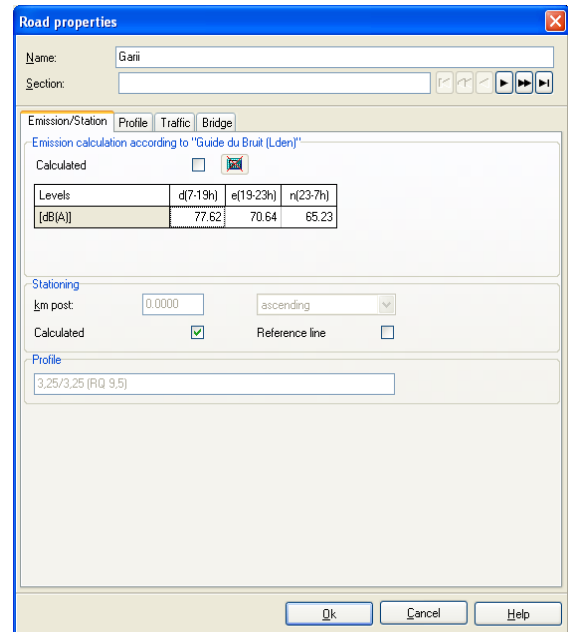 Road properties
Name: Garii
Section:
Emission/Station Profile Traffic Bridge
Emission calculation according to "Guide du Bruit (Lden)"
Calculated
Levels d(7-19h) e(19-23h) n(23-7h)
[dB(A)] 77.62 70.64 65.23
Stationing
km post: 0.0000 ascending
Calculated Reference line
Profile
3,25/3,25 (RQ 9,5)
Ok Cancel Help